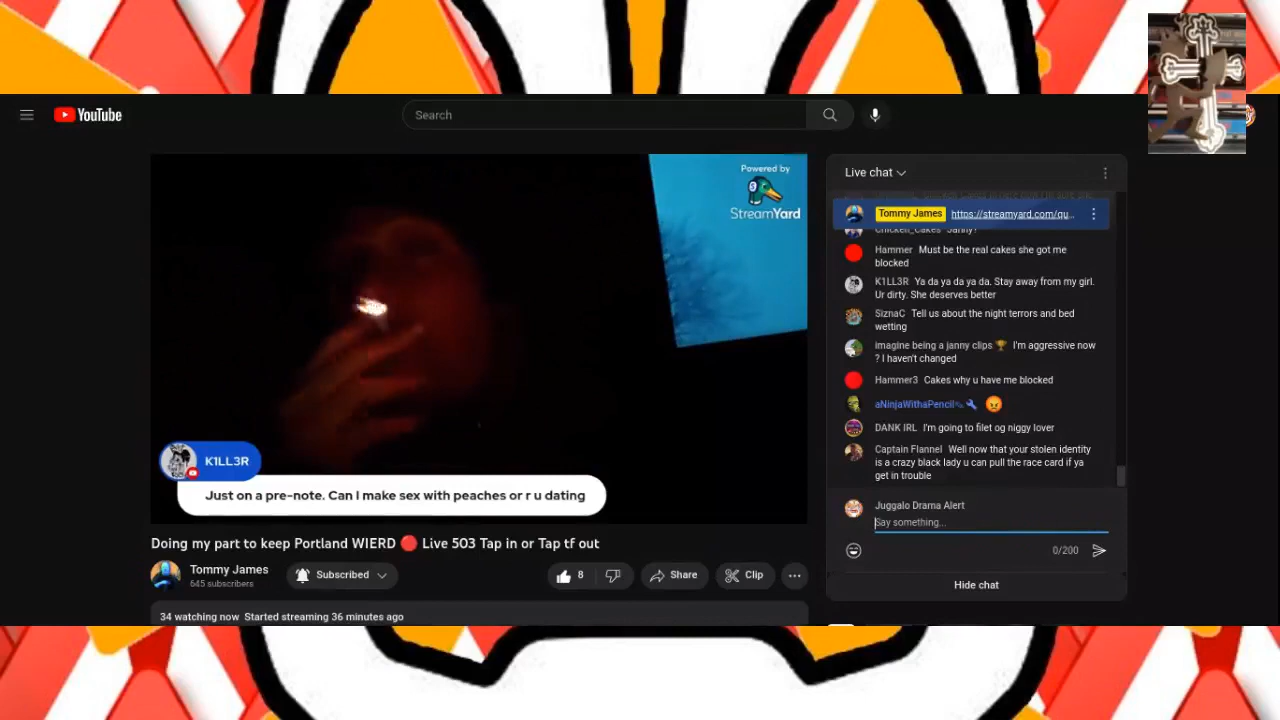 YouTube
Search
Powered by
StreamYard
K1LL3R
Just on a pre-note. Can I make sex with peaches or r u dating
Doing my part to keep Portland WIERD 🔴 Live 503 Tap in or Tap tf out
Tommy James
645 subscribers
Subscribed
8
Share
Clip
34 watching now Started streaming 36 minutes ago
Live chat
Tommy James https://streamyard.com/qu...
Chicken_Cakes Janny?
Hammer Must be the real cakes she got me
blocked
K1LL3R Ya da ya da ya da. Stay away from my girl.
Ur dirty. She deserves better
SiznaC Tell us about the night terrors and bed
wetting
imagine being a janny clips 🏆 I'm aggressive now
? I haven't changed
Hammer3 Cakes why u have me blocked
aNinjaWithaPencil✏️ 😡
DANK IRL I'm going to filet og niggy lover
Captain Flannel Well now that your stolen identity
is a crazy black lady u can pull the race card if ya
get in trouble
Juggalo Drama Alert
Say something...
0/200
Hide chat